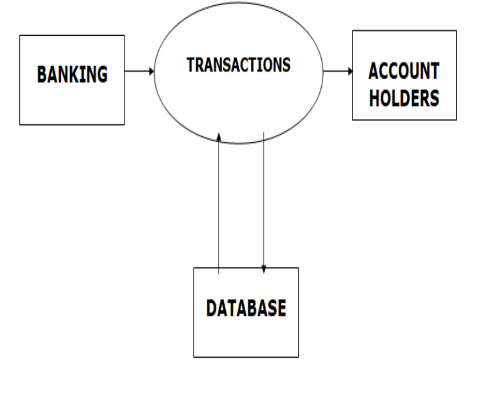 BANKING
TRANSACTIONS
ACCOUNT
HOLDERS
DATABASE